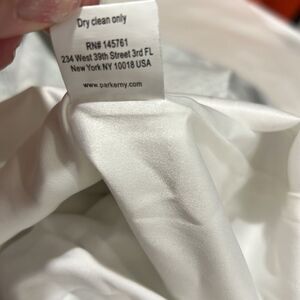 Dry clean only
RN# 145761
234 West 39th Street 3rd FL
New York NY 10018 USA
www.parkerny.com